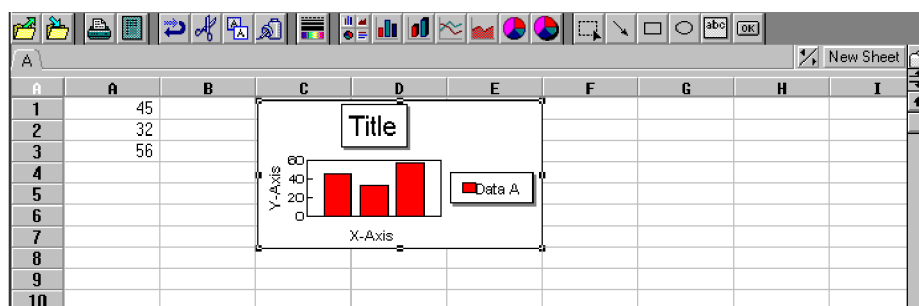 abc OK
A New Sheet
A A B C D E F G H I
1 45
2 32
3 56
4
5
6
7
8
9
10
Title
60
40
20
0
Y-Axis
Data A
X-Axis